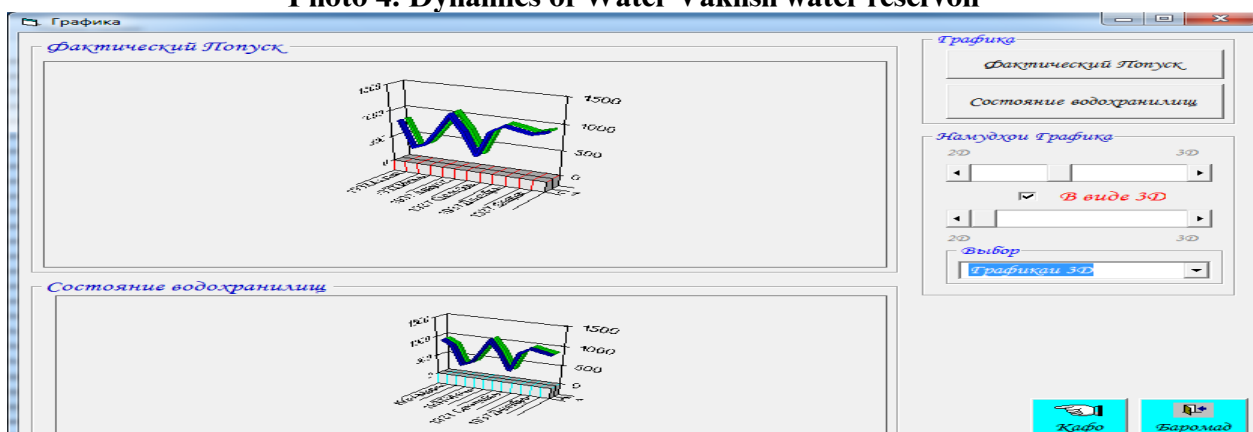 Photo 4. Dynamics of Water Vakhsh water reservoir
Графика
Фактический Попуск
1500
1000
500
0
Состояние водохранилищ
1500
1000
500
0
Графика
Фактический Попуск
Состояние водохранилищ
Намудхои Графика
2D 3D
В виде 3D
2D 3D
Выбор
Графикаи 3D
Кафо
Баромад